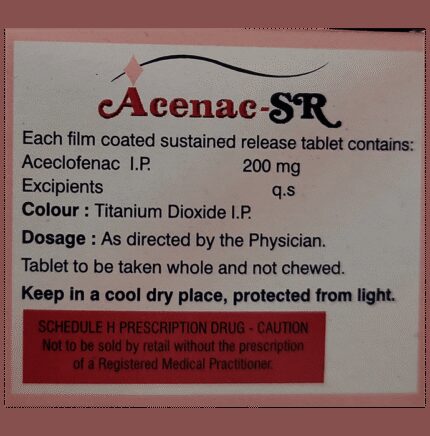 Acenac-SR
Each film coated sustained release tablet contains:
Aceclofenac I.P. 200 mg
Excipients q.s
Colour : Titanium Dioxide I.P.
Dosage : As directed by the Physician.
Tablet to be taken whole and not chewed.
Keep in a cool dry place, protected from light.
SCHEDULE H PRESCRIPTION DRUG - CAUTION
Not to be sold by retail without the prescription
of a Registered Medical Practitioner.